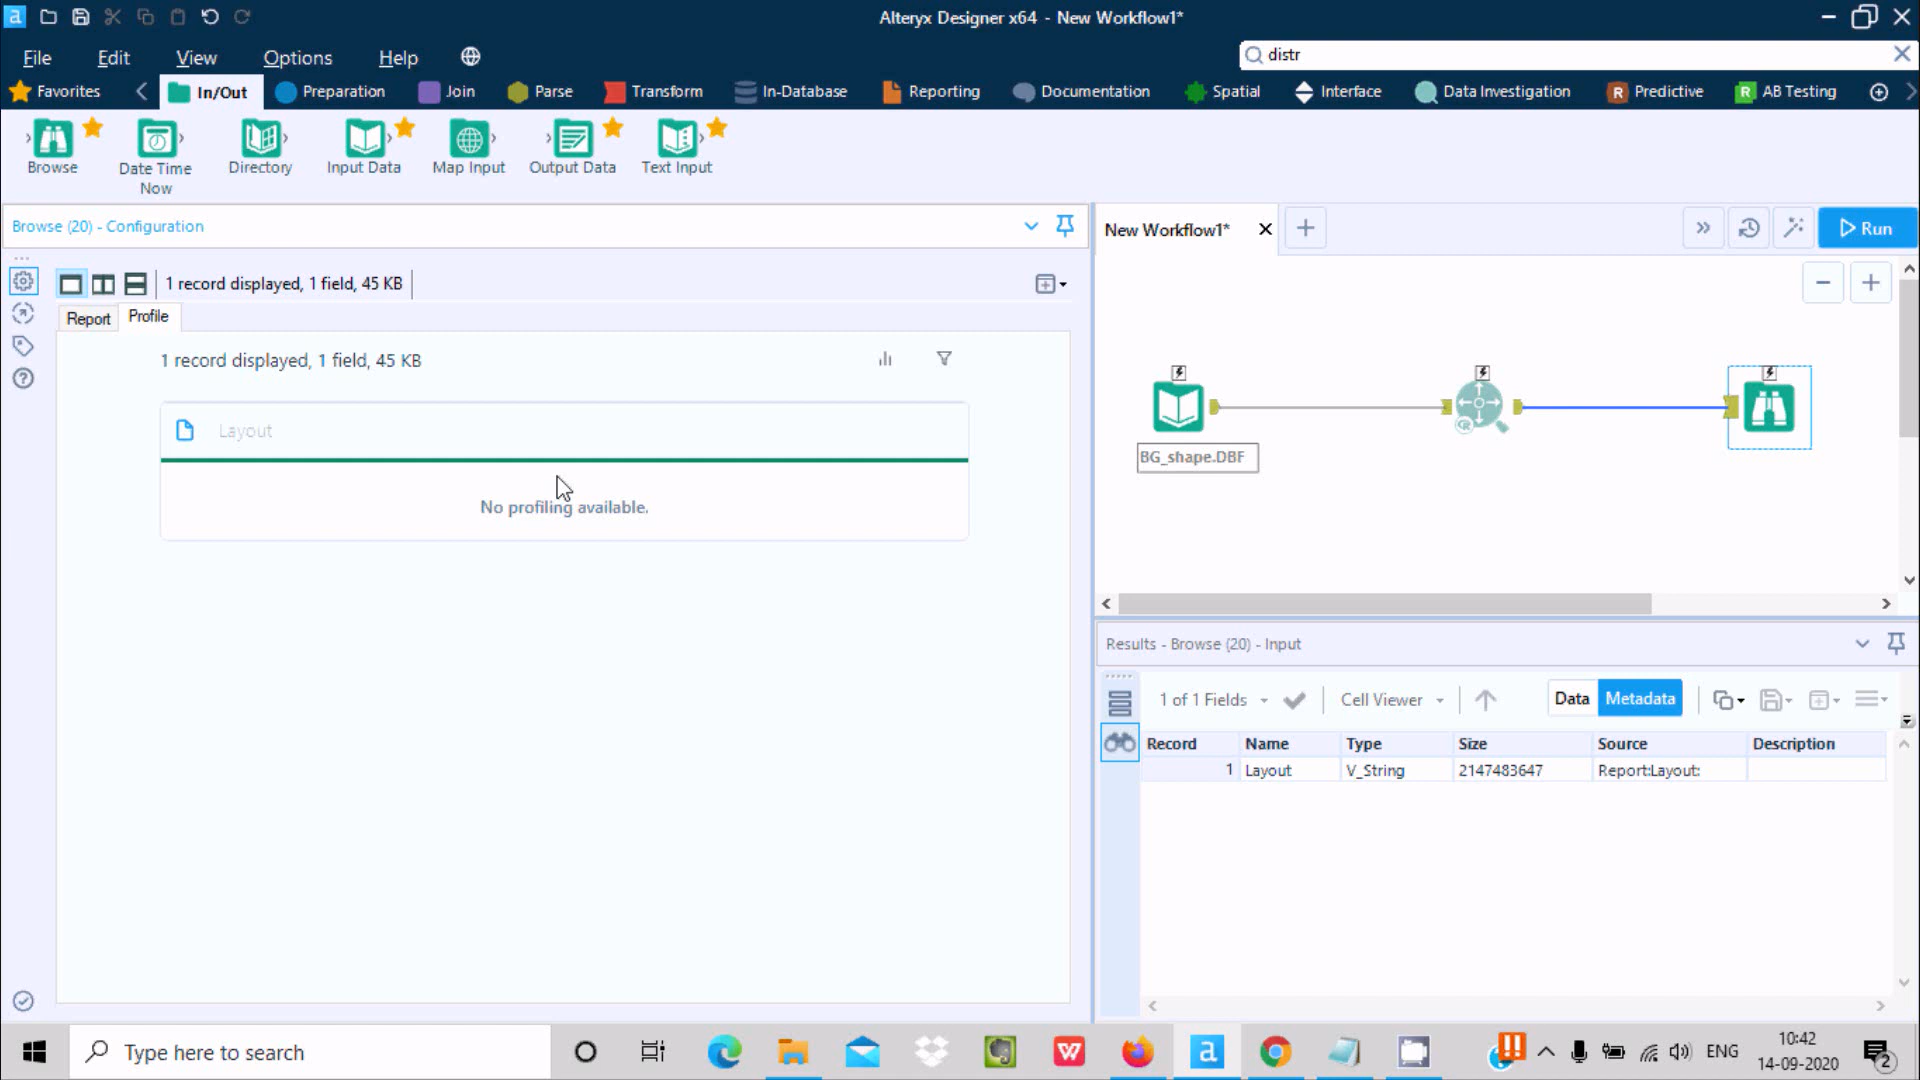 Alteryx Designer x64 - New Workflow1*
File Edit View Options Help
distr
Favorites In/Out Preparation Join Parse Transform In-Database Reporting Documentation Spatial Interface Data Investigation Predictive AB Testing
Browse Date Time Now Directory Input Data Map Input Output Data Text Input
Browse (20) - Configuration
1 record displayed, 1 field, 45 KB
Report Profile
1 record displayed, 1 field, 45 KB
Layout
No profiling available.
New Workflow1*
Run
BG_shape.DBF
Results - Browse (20) - Input
1 of 1 Fields Cell Viewer Data Metadata
Record Name Type Size Source Description
1 Layout V_String 2147483647 Report:Layout:
Type here to search
ENG
10:42
14-09-2020
2